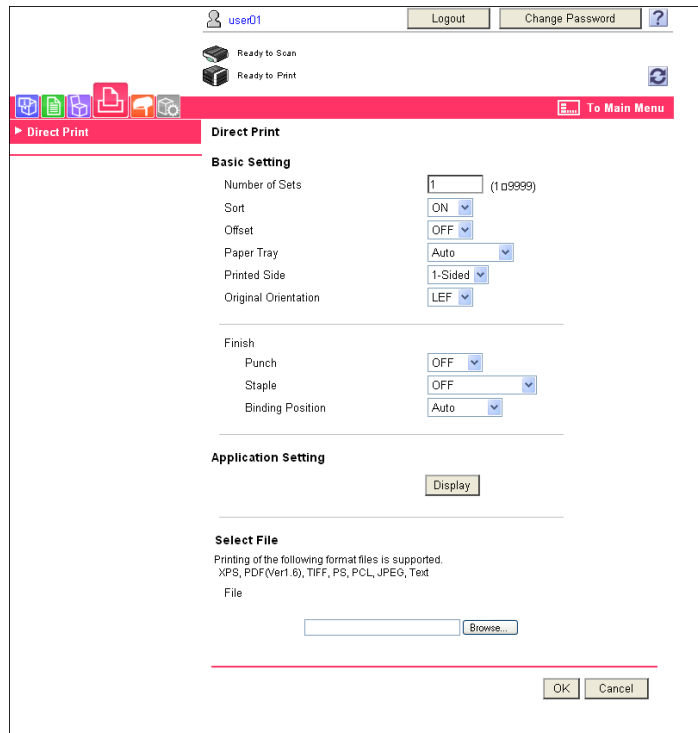 user01 Logout Change Password ?
Ready to Scan
Ready to Print
To Main Menu
Direct Print
Direct Print
Basic Setting
Number of Sets 1 (1□9999)
Sort ON
Offset OFF
Paper Tray Auto
Printed Side 1-Sided
Original Orientation LEF
Finish
Punch OFF
Staple OFF
Binding Position Auto
Application Setting
Display
Select File
Printing of the following format files is supported.
XPS, PDF(Ver1.6), TIFF, PS, PCL, JPEG, Text
File
Browse...
OK Cancel